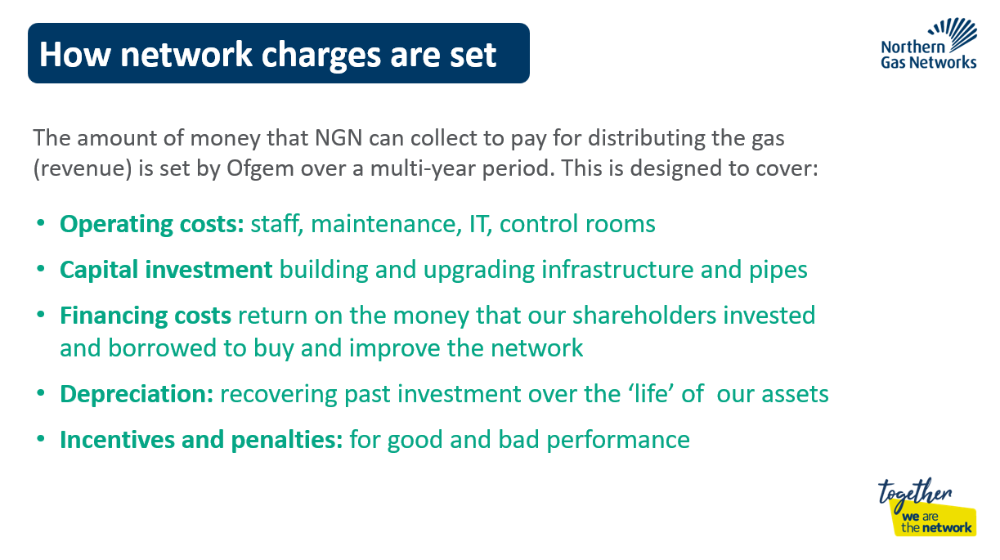 How network charges are set
Northern
Gas Networks
The amount of money that NGN can collect to pay for distributing the gas
(revenue) is set by Ofgem over a multi-year period. This is designed to cover:
• Operating costs: staff, maintenance, IT, control rooms
• Capital investment building and upgrading infrastructure and pipes
• Financing costs return on the money that our shareholders invested
and borrowed to buy and improve the network
• Depreciation: recovering past investment over the ‘life’ of  our assets
• Incentives and penalties: for good and bad performance
together
we are
the network